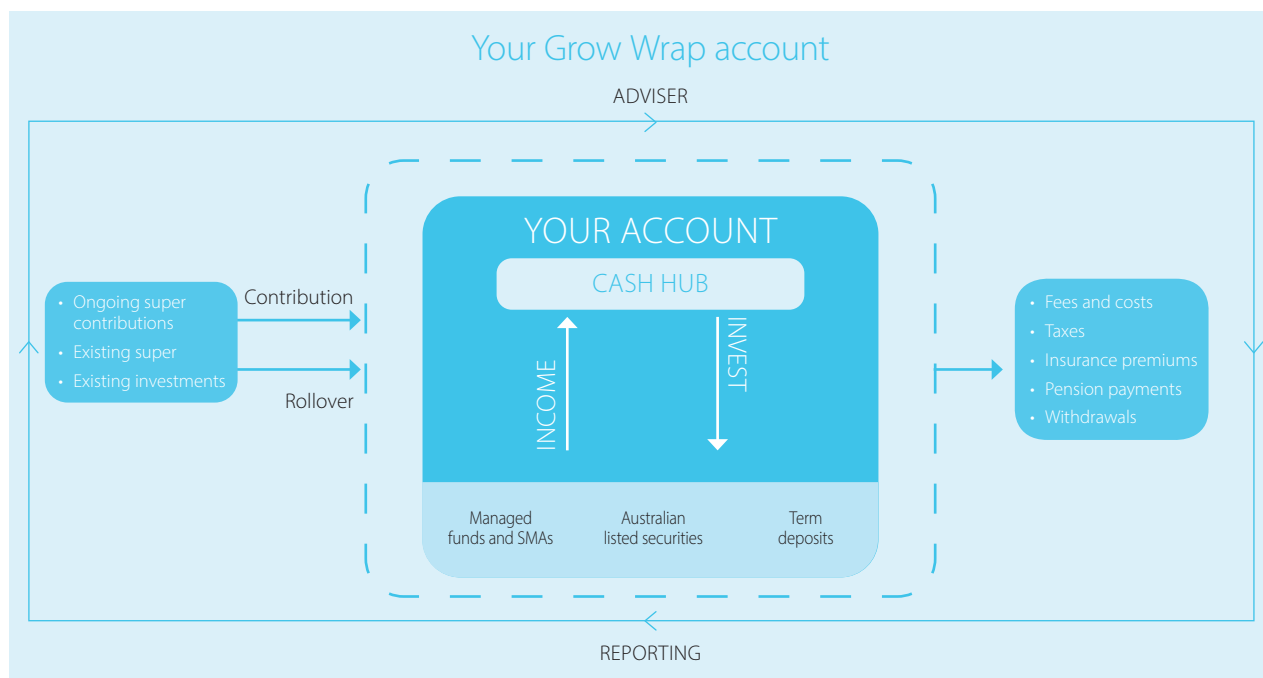 Your Grow Wrap account
ADVISER
YOUR ACCOUNT
CASH HUB
• Ongoing super
contributions
• Existing super
• Existing investments
Contribution
Rollover
INCOME
INVEST
• Fees and costs
• Taxes
• Insurance premiums
• Pension payments
• Withdrawals
Managed
funds and SMAs
Australian
listed securities
Term
deposits
REPORTING